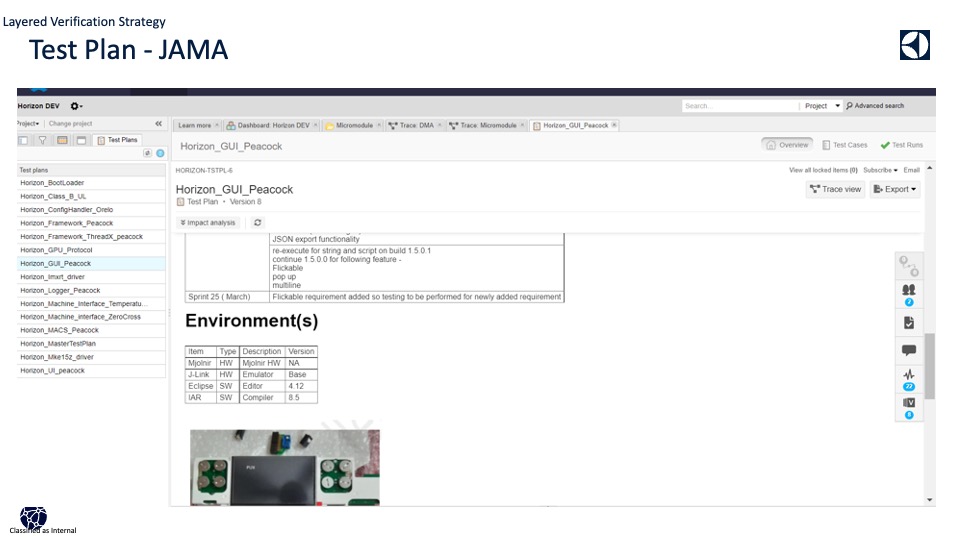 Layered Verification Strategy
Test Plan - JAMA
Horizon DEV
Search...
Project
Advanced search
Project
Change project
Learn more
Dashboard: Horizon DEV
Micromodule
Trace: DMA
Trace: Micromodule
Horizon_GUI_Peacock
Test Plans
Horizon_GUI_Peacock
Overview
Test Cases
Test Runs
Test plans
Horizon_BootLoader
Horizon_Class_B_UL
Horizon_ConfigHandler_Orelo
Horizon_Framework_Peacock
Horizon_Framework_ThreadX_peacock
Horizon_GPU_Protocol
Horizon_GUI_Peacock
Horizon_Imxrt_driver
Horizon_Logger_Peacock
Horizon_Machine_Interface_Temperatu...
Horizon_Machine_interface_ZeroCross
Horizon_MACS_Peacock
Horizon_MasterTestPlan
Horizon_Mke15z_driver
Horizon_UI_peacock
HORIZON-TSTPL-6
View all locked items (0)
Subscribe
Email
Horizon_GUI_Peacock
Test Plan • Version 8
Trace view
Export
Impact analysis
JSON export functionality
re-execute for string and script on build 1.5.0.1
continue 1.5.0.0 for following feature -
Flickable
pop up
multiline
Sprint 25 ( March) Flickable requirement added so testing to be performed for newly added requirement
Environment(s)
Item Type Description Version
Mjolnir HW Mjolnir HW NA
J-Link HW Emulator Base
Eclipse SW Editor 4.12
IAR SW Compiler 8.5
2
22
8
Classified as Internal